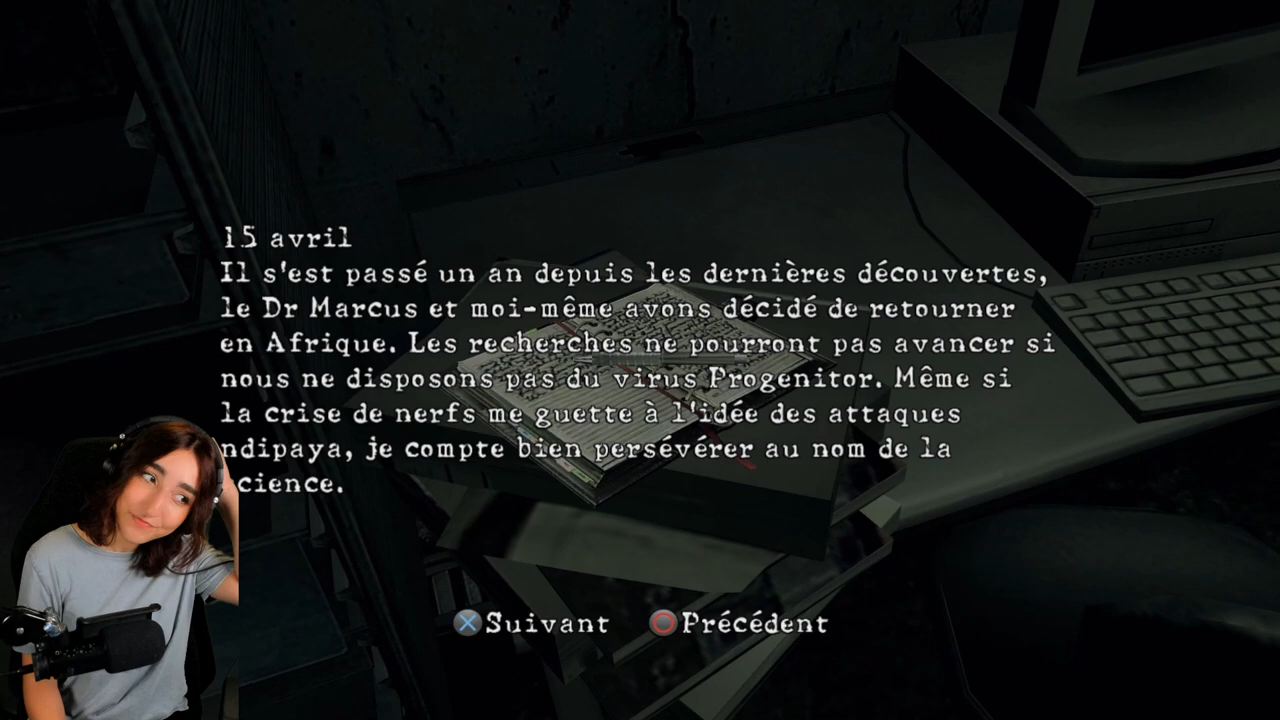 15 avril
Il s'est passé un an depuis les dernières découvertes,
le Dr Marcus et moi-même avons décidé de retourner
en Afrique. Les recherches ne pourront pas avancer si
nous ne disposons pas du virus Progenitor. Même si
la crise de nerfs me guette à l'idée des attaques
ndipaya, je compte bien persévérer au nom de la
cience.
Suivant Précédent